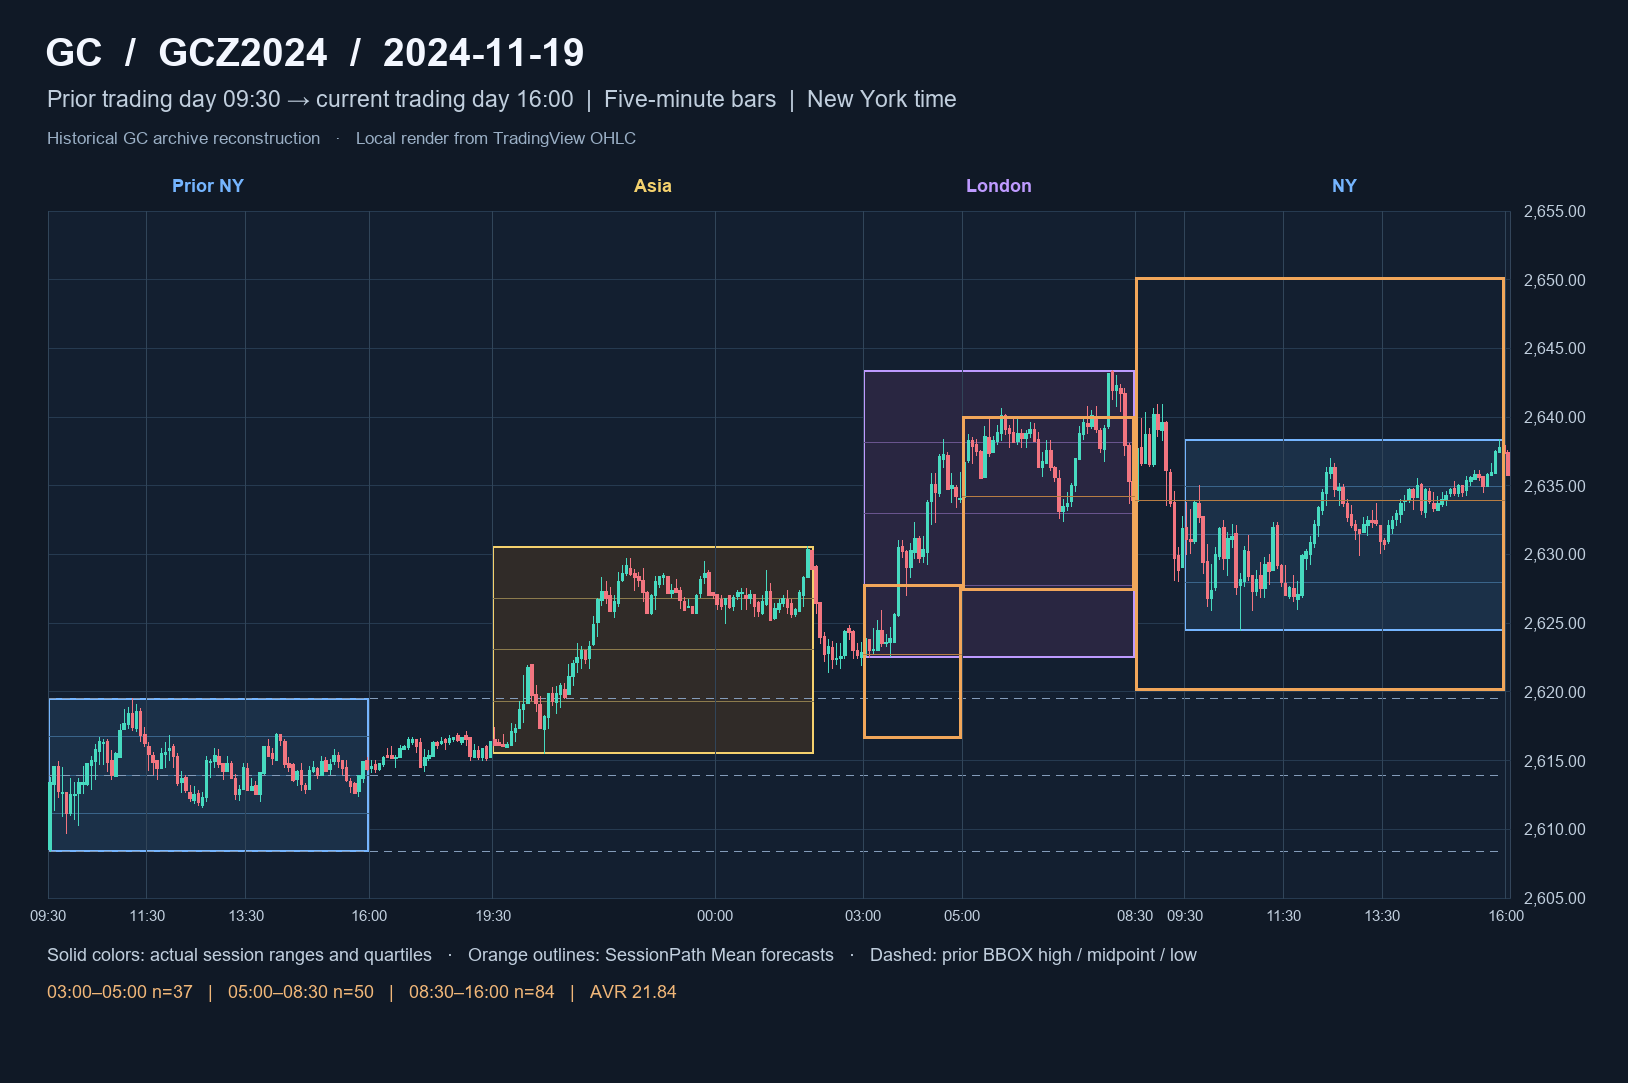 GC / GCZ2024 / 2024-11-19
Prior trading day 09:30 → current trading day 16:00 | Five-minute bars | New York time
Historical GC archive reconstruction · Local render from TradingView OHLC
Prior NY Asia London NY
2,655.00
2,650.00
2,645.00
2,640.00
2,635.00
2,630.00
2,625.00
2,620.00
2,615.00
2,610.00
2,605.00
09:30 11:30 13:30 16:00 19:30 00:00 03:00 05:00 08:30 09:30 11:30 13:30 16:00
Solid colors: actual session ranges and quartiles · Orange outlines: SessionPath Mean forecasts · Dashed: prior BBOX high / midpoint / low
03:00–05:00 n=37 | 05:00–08:30 n=50 | 08:30–16:00 n=84 | AVR 21.84